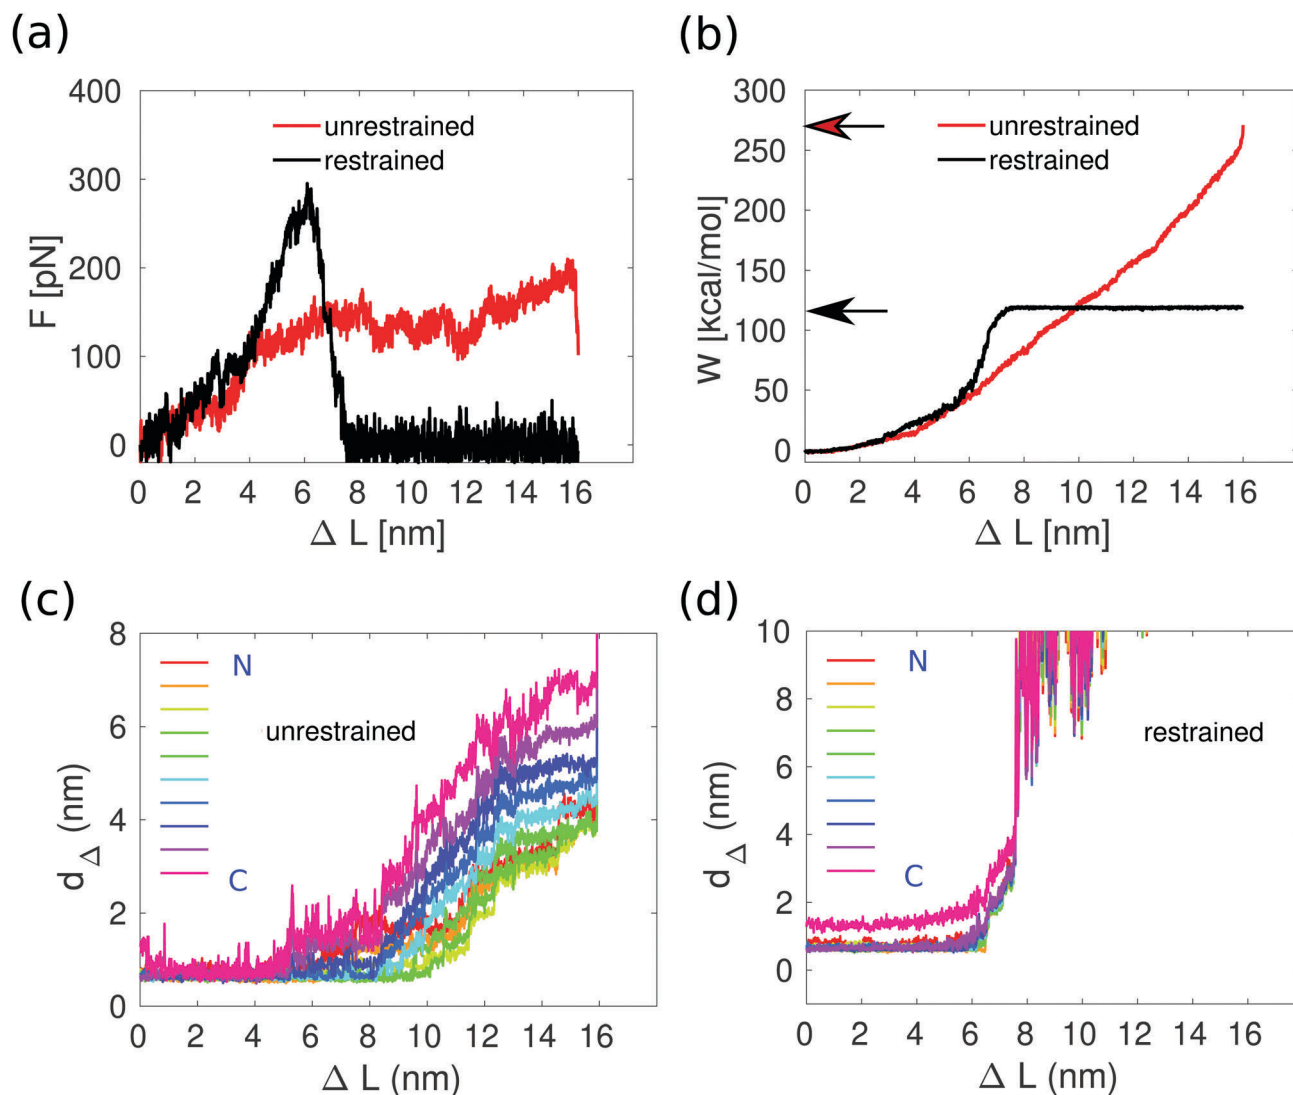 (a)
400
300
200
100
0
F [pN]
unrestrained
restrained
0 2 4 6 8 10 12 14 16
Δ L [nm]
(b)
300
250
200
150
100
50
0
W [kcal/mol]
unrestrained
restrained
0 2 4 6 8 10 12 14 16
Δ L [nm]
(c)
8
6
4
2
0
d Δ (nm)
N
unrestrained
C
0 2 4 6 8 10 12 14 16
Δ L (nm)
(d)
10
8
6
4
2
0
d Δ (nm)
N
restrained
C
0 2 4 6 8 10 12 14 16
Δ L (nm)